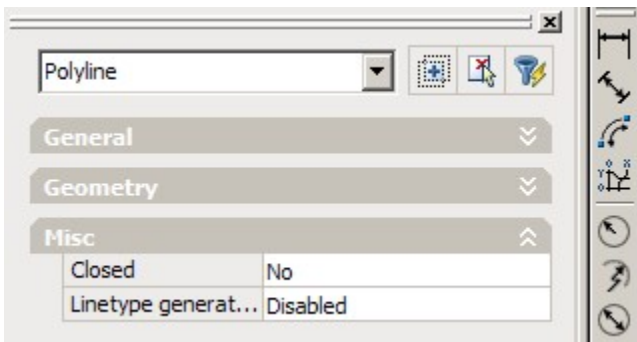 Polyline
General
Geometry
Misc
Closed No
Linetype generat... Disabled